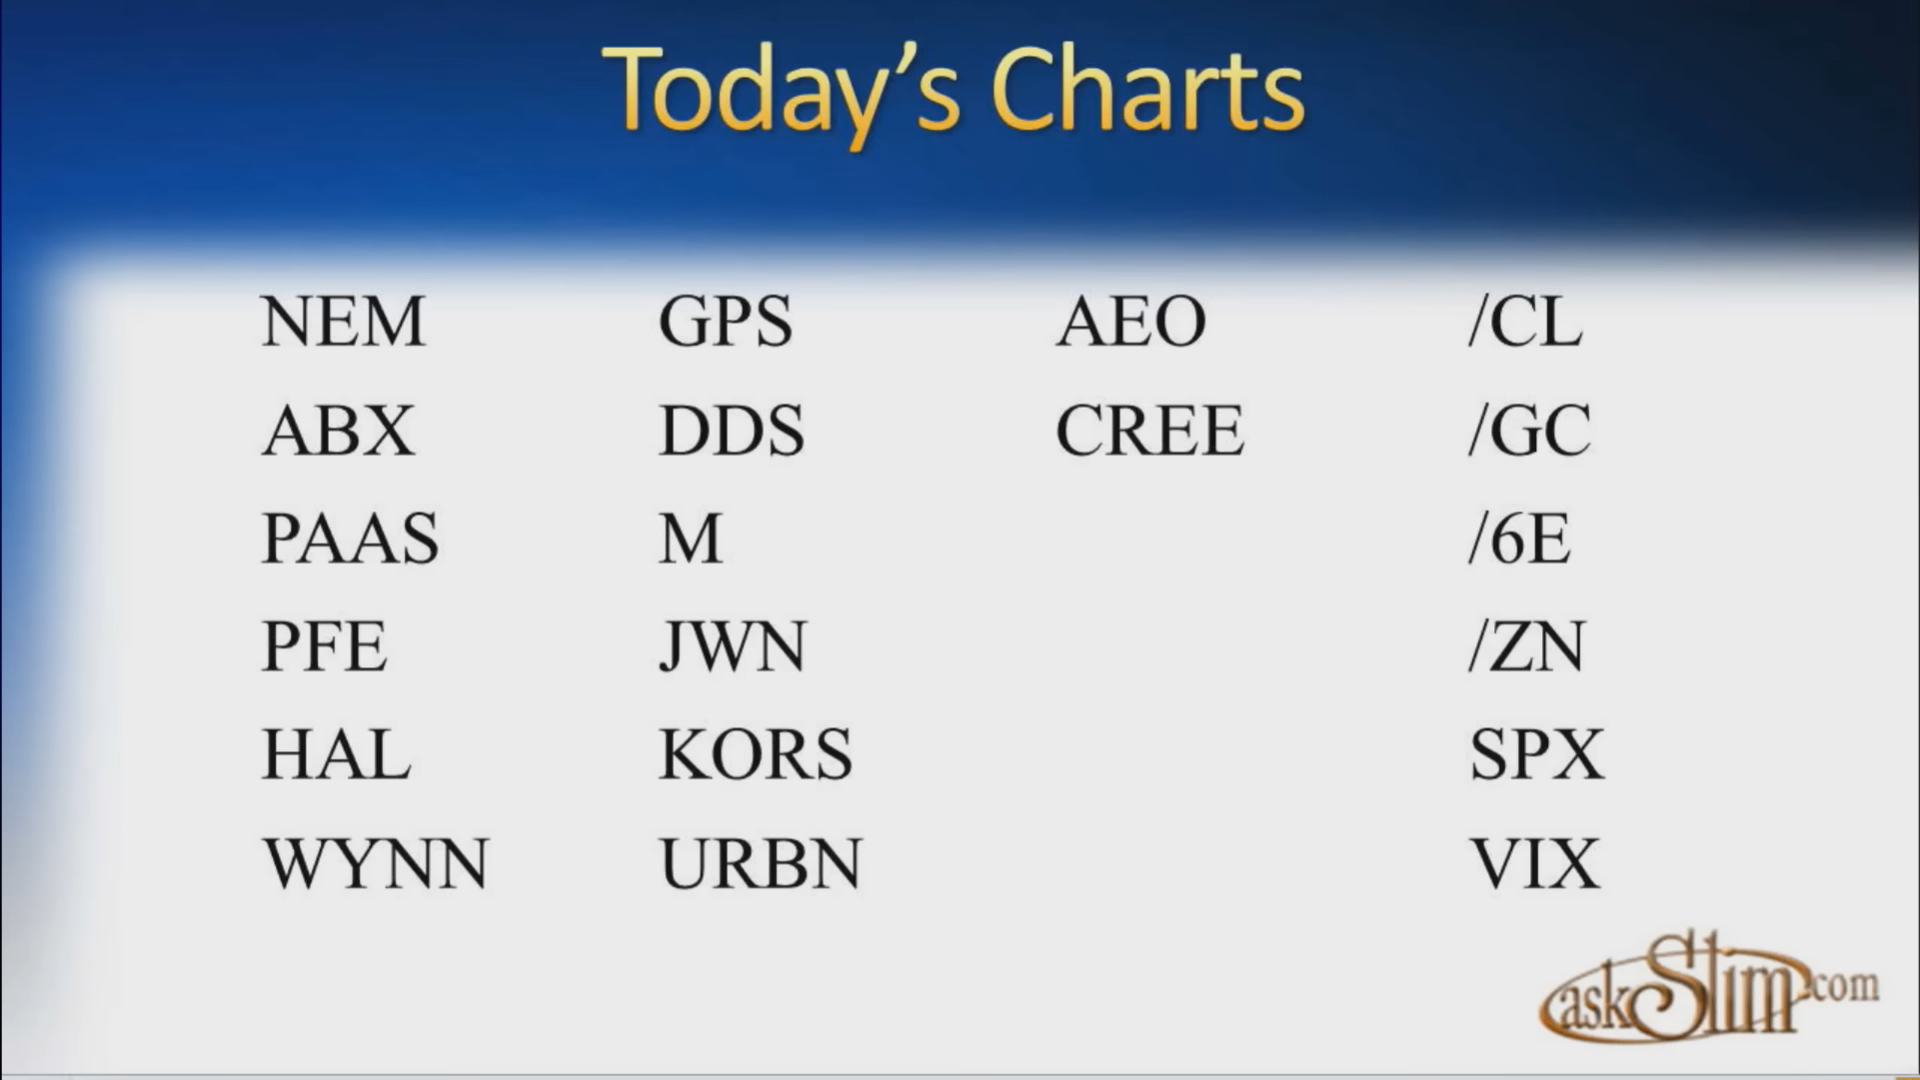 Today's Charts
NEM GPS AEO /CL
ABX DDS CREE /GC
PAAS M /6E
PFE JWN /ZN
HAL KORS SPX
WYNN URBN VIX
askSlim.com